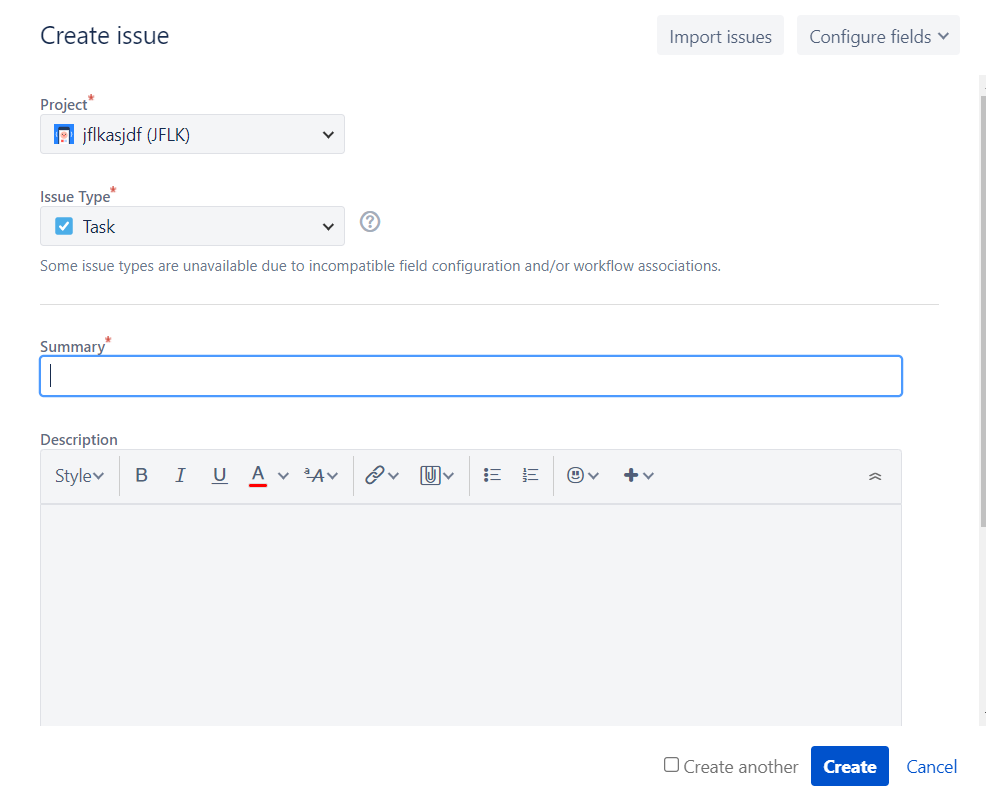 Create issue
Import issues
Configure fields
Project*
jflkasjdf (JFLK)
Issue Type*
Task
Some issue types are unavailable due to incompatible field configuration and/or workflow associations.
Summary*
Description
Style B I U A ªA
Create another
Create
Cancel